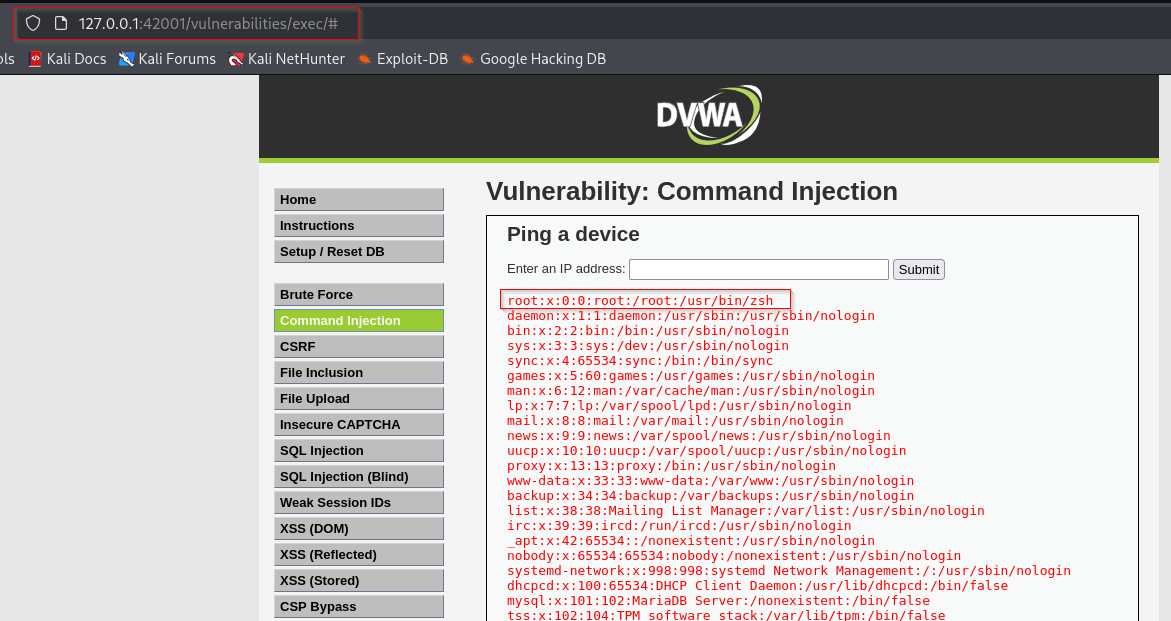 127.0.0.1:42001/vulnerabilities/exec/#
ols Kali Docs Kali Forums Kali NetHunter Exploit-DB Google Hacking DB
DVWA
Home
Instructions
Setup / Reset DB
Brute Force
Command Injection
CSRF
File Inclusion
File Upload
Insecure CAPTCHA
SQL Injection
SQL Injection (Blind)
Weak Session IDs
XSS (DOM)
XSS (Reflected)
XSS (Stored)
CSP Bypass
Vulnerability: Command Injection
Ping a device
Enter an IP address: Submit
root:x:0:0:root:/root:/usr/bin/zsh
daemon:x:1:1:daemon:/usr/sbin:/usr/sbin/nologin
bin:x:2:2:bin:/bin:/usr/sbin/nologin
sys:x:3:3:sys:/dev:/usr/sbin/nologin
sync:x:4:65534:sync:/bin:/bin/sync
games:x:5:60:games:/usr/games:/usr/sbin/nologin
man:x:6:12:man:/var/cache/man:/usr/sbin/nologin
lp:x:7:7:lp:/var/spool/lpd:/usr/sbin/nologin
mail:x:8:8:mail:/var/mail:/usr/sbin/nologin
news:x:9:9:news:/var/spool/news:/usr/sbin/nologin
uucp:x:10:10:uucp:/var/spool/uucp:/usr/sbin/nologin
proxy:x:13:13:proxy:/bin:/usr/sbin/nologin
www-data:x:33:33:www-data:/var/www:/usr/sbin/nologin
backup:x:34:34:backup:/var/backups:/usr/sbin/nologin
list:x:38:38:Mailing List Manager:/var/list:/usr/sbin/nologin
irc:x:39:39:ircd:/run/ircd:/usr/sbin/nologin
_apt:x:42:65534::/nonexistent:/usr/sbin/nologin
nobody:x:65534:65534:nobody:/nonexistent:/usr/sbin/nologin
systemd-network:x:998:998:systemd Network Management:/:/usr/sbin/nologin
dhcpcd:x:100:65534:DHCP Client Daemon:/usr/lib/dhcpcd:/bin/false
mysql:x:101:102:MariaDB Server:/nonexistent:/bin/false
tss:x:102:104:TPM software stack:/var/lib/tpm:/bin/false